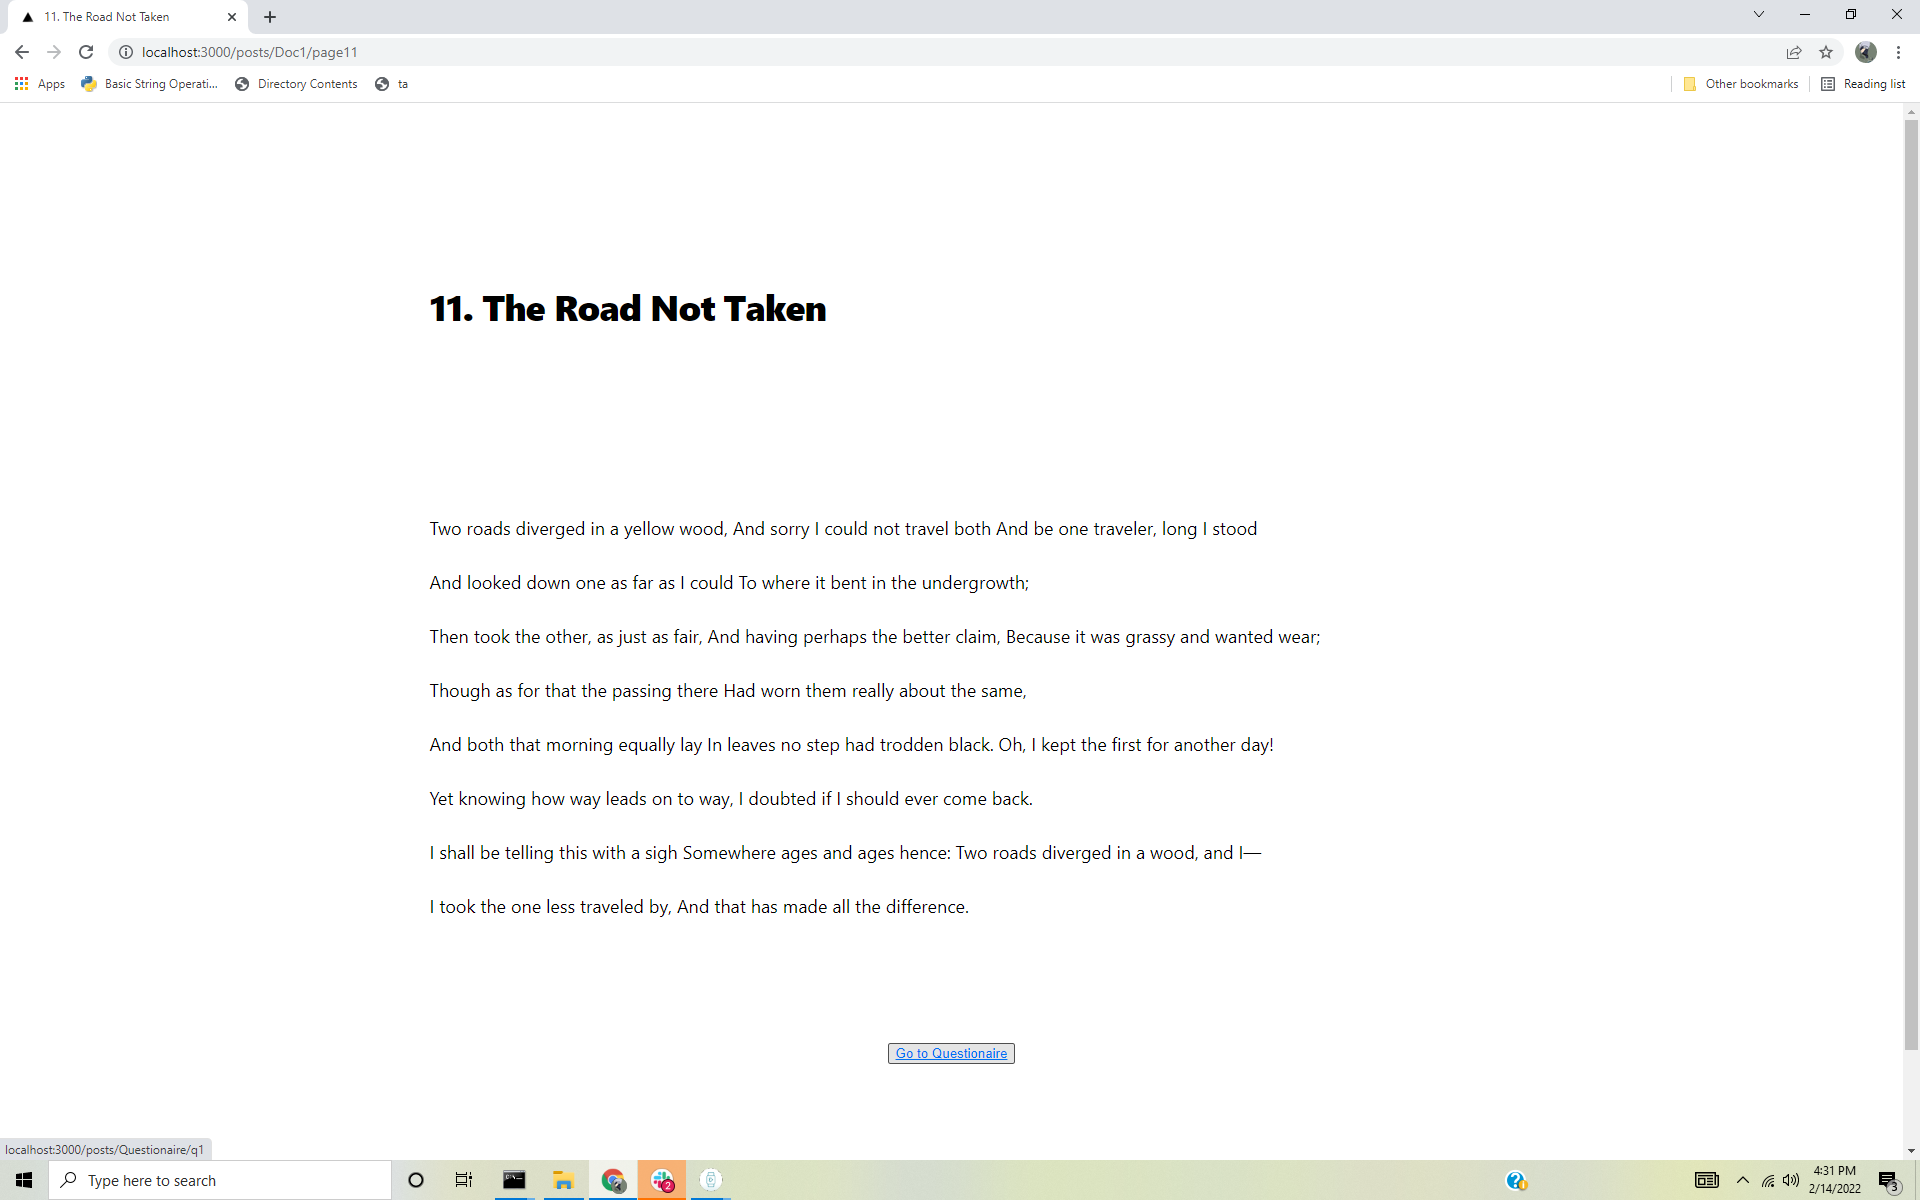 11. The Road Not Taken
localhost:3000/posts/Doc1/page11
Apps
Basic String Operati...
Directory Contents
ta
Other bookmarks
Reading list
11. The Road Not Taken
Two roads diverged in a yellow wood, And sorry I could not travel both And be one traveler, long I stood
And looked down one as far as I could To where it bent in the undergrowth;
Then took the other, as just as fair, And having perhaps the better claim, Because it was grassy and wanted wear;
Though as for that the passing there Had worn them really about the same,
And both that morning equally lay In leaves no step had trodden black. Oh, I kept the first for another day!
Yet knowing how way leads on to way, I doubted if I should ever come back.
I shall be telling this with a sigh Somewhere ages and ages hence: Two roads diverged in a wood, and I—
I took the one less traveled by, And that has made all the difference.
Go to Questionaire
localhost:3000/posts/Questionaire/q1
Type here to search
2
4:31 PM
2/14/2022
3